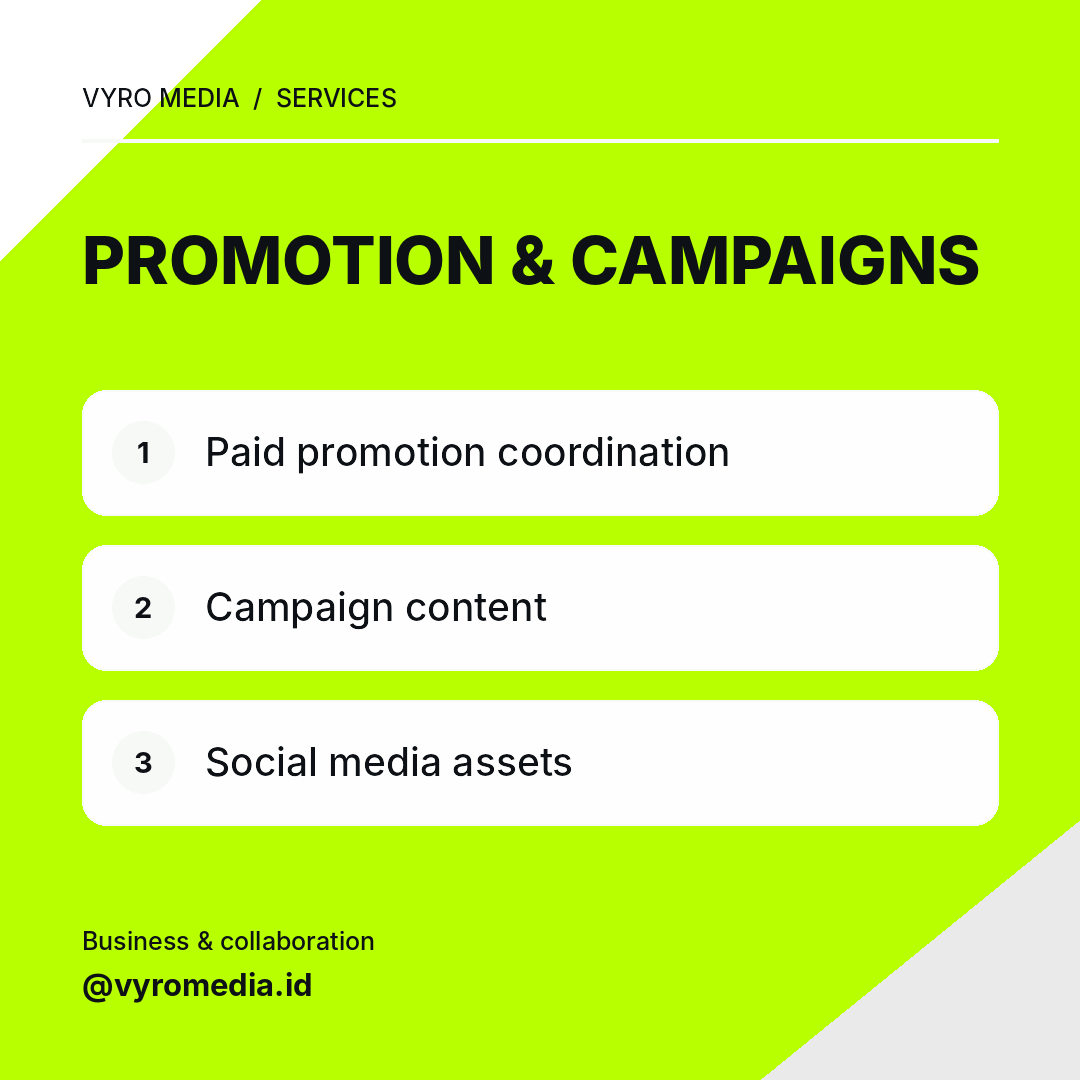 VYRO MEDIA / SERVICES
PROMOTION & CAMPAIGNS
1 Paid promotion coordination
2 Campaign content
3 Social media assets
Business & collaboration
@vyromedia.id